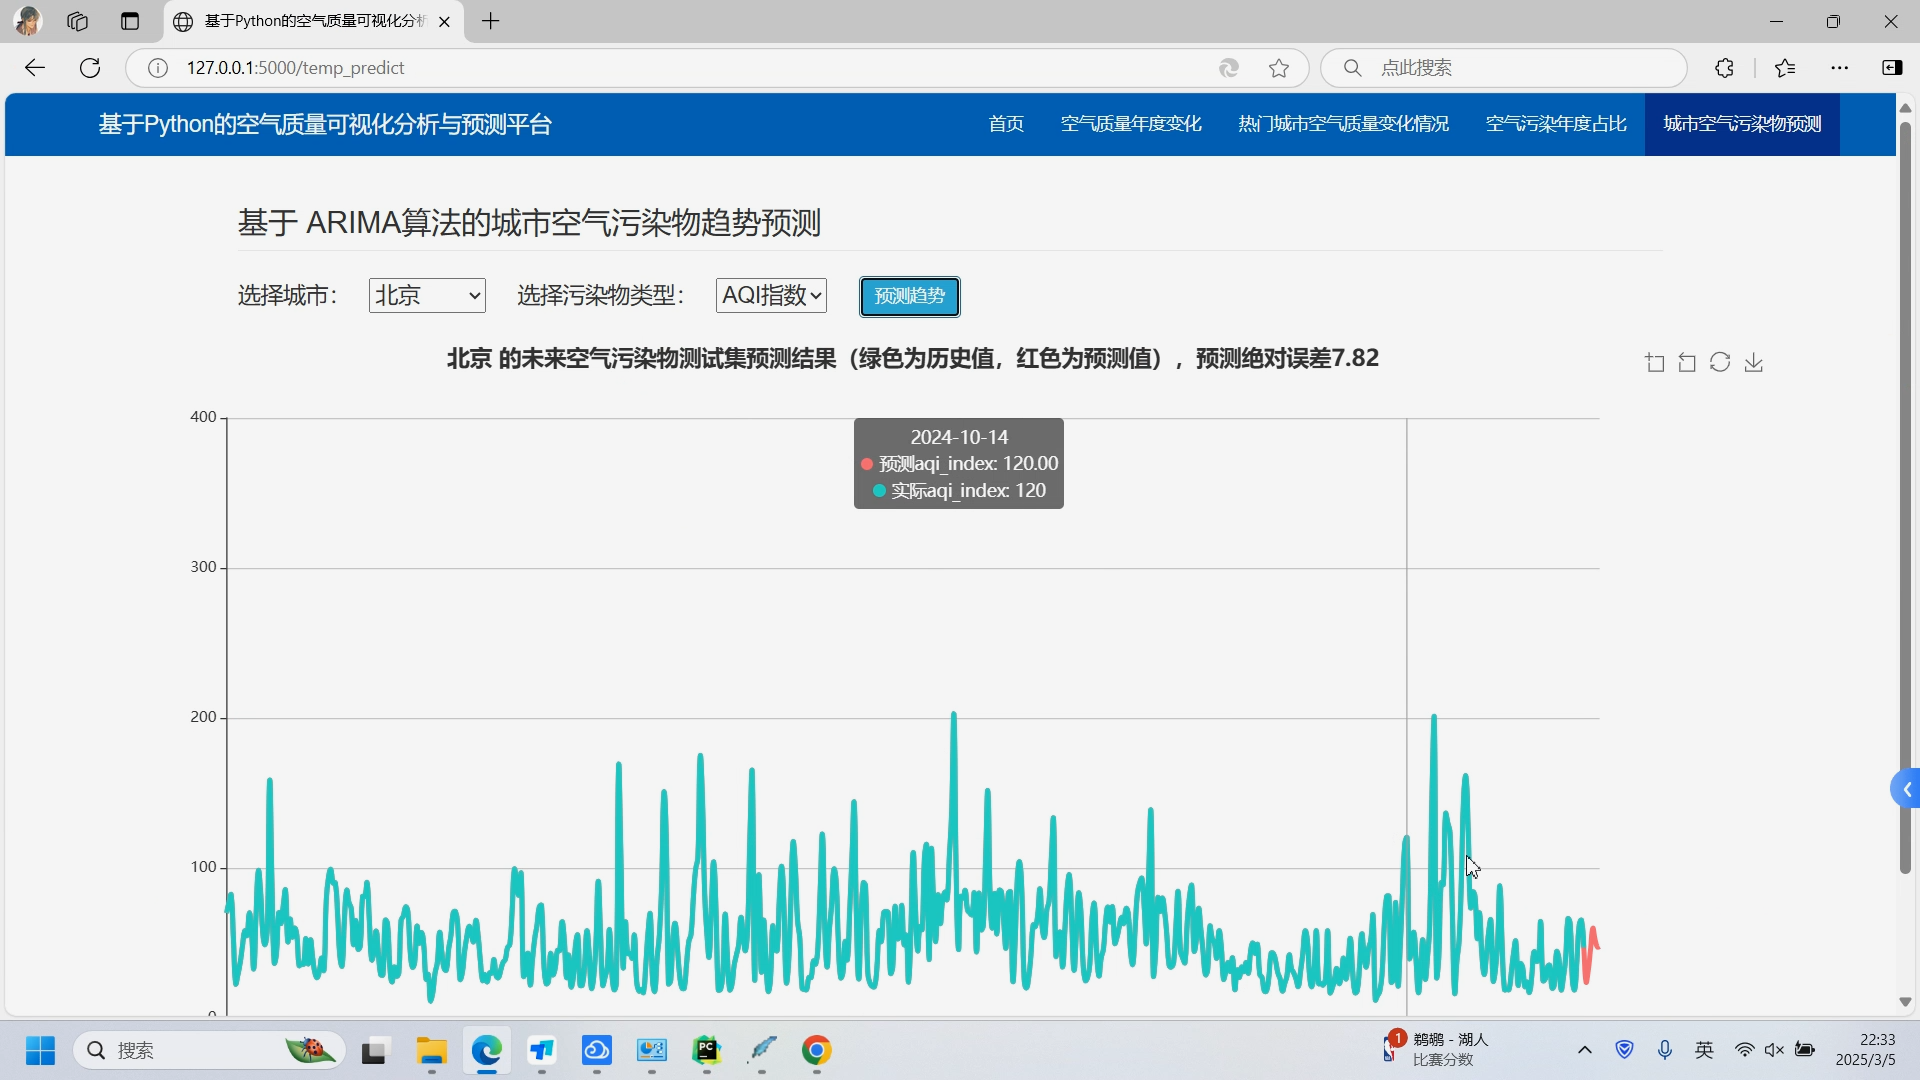 基于Python的空气质量可视化分析
127.0.0.1:5000/temp_predict
点此搜索
基于Python的空气质量可视化分析与预测平台
首页
空气质量年度变化
热门城市空气质量变化情况
空气污染年度占比
城市空气污染物预测
基于 ARIMA算法的城市空气污染物趋势预测
选择城市：
北京
选择污染物类型：
AQI指数
预测趋势
北京 的未来空气污染物测试集预测结果（绿色为历史值，红色为预测值），预测绝对误差7.82
400
2024-10-14
预测aqi_index: 120.00
实际aqi_index: 120
300
200
100
0
搜索
PC
1
鹈鹕 - 湖人
比赛分数
英
22:33
2025/3/5